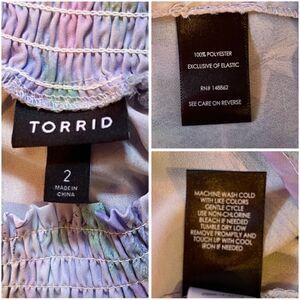 TORRID
2
MADE IN
CHINA
100% POLYESTER
EXCLUSIVE OF ELASTIC
RN# 148862
SEE CARE ON REVERSE
MACHINE WASH COLD
WITH LIKE COLORS
GENTLE CYCLE
USE NON-CHLORINE
BLEACH IF NEEDED
TUMBLE DRY LOW
REMOVE PROMPTLY AND
TOUCH UP WITH COOL
IRON IF NEEDED